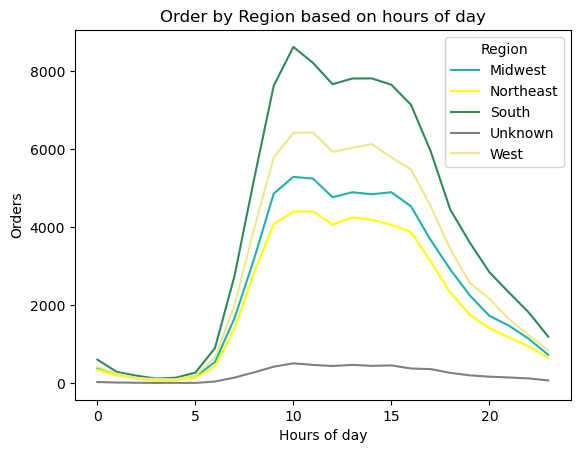 Order by Region based on hours of day
Region
Midwest
Northeast
South
Unknown
West
Orders
8000
6000
4000
2000
0
0 5 10 15 20
Hours of day